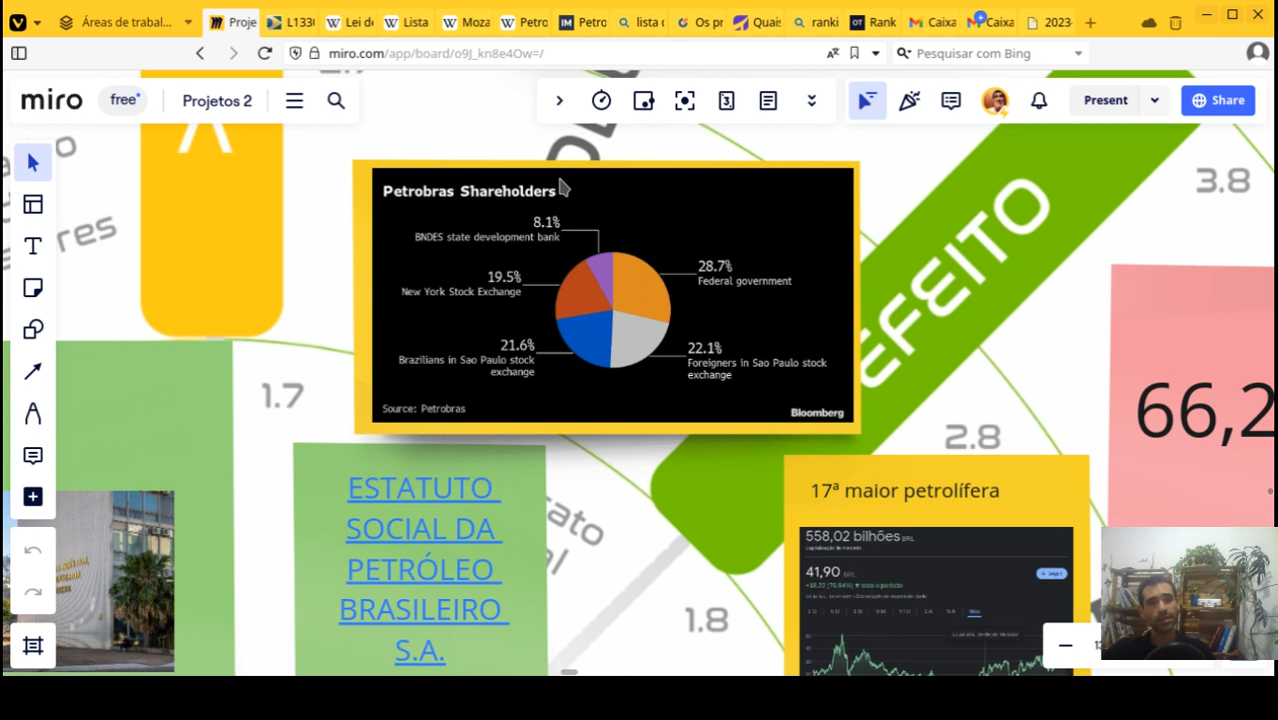 Áreas de trabal...
Proje
L133
Lei de
Lista
Moza
Petro
Petro
lista d
Os pr
Quais
ranki
Rank
Caixa
Caixa
2023-
miro.com/app/board/o9J_kn8e4Ow=/
Pesquisar com Bing
miro
free
Projetos 2
Present
Share
3.8
eres
EFEITO
Petrobras Shareholders
8.1%
BNDES state development bank
28.7%
Federal government
19.5%
New York Stock Exchange
21.6%
Brazilians in Sao Paulo stock
exchange
22.1%
Foreigners in Sao Paulo stock
exchange
Source: Petrobras
Bloomberg
1.7
66,2
2.8
ESTATUTO
SOCIAL DA
PETRÓLEO
BRASILEIRO
S.A.
17ª maior petrolífera
558,02 bilhões BRL
41,90 BRL
1.8